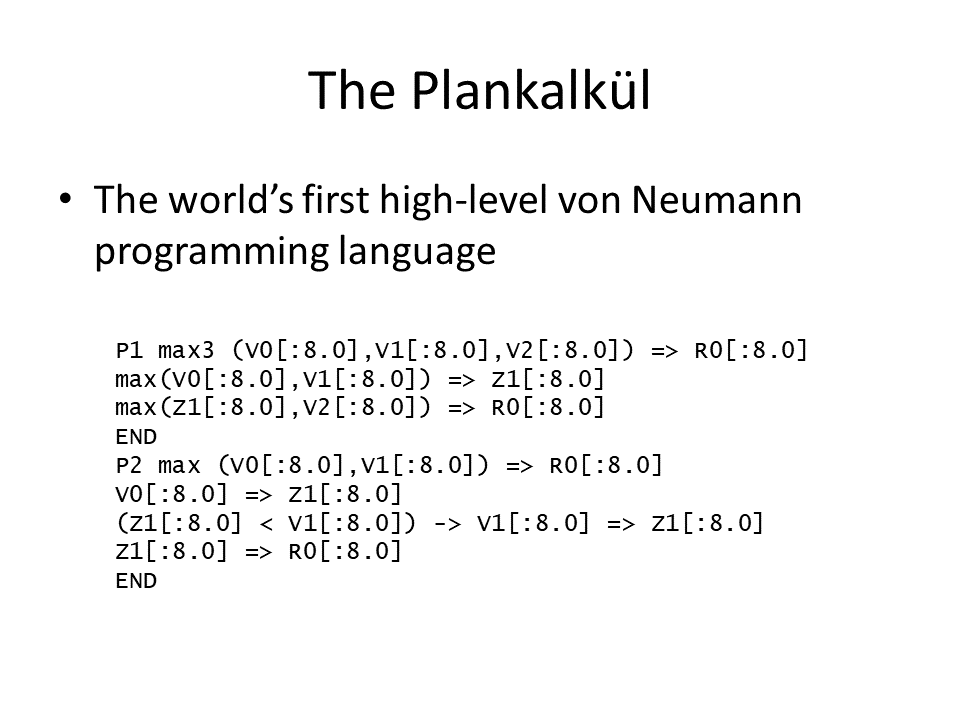 The Plankalkül
• The world’s first high-level von Neumann
programming language
P1 max3 (V0[:8.0],V1[:8.0],V2[:8.0]) => R0[:8.0]
max(V0[:8.0],V1[:8.0]) => Z1[:8.0]
max(Z1[:8.0],V2[:8.0]) => R0[:8.0]
END
P2 max (V0[:8.0],V1[:8.0]) => R0[:8.0]
V0[:8.0] => Z1[:8.0]
(Z1[:8.0] < V1[:8.0]) -> V1[:8.0] => Z1[:8.0]
Z1[:8.0] => R0[:8.0]
END